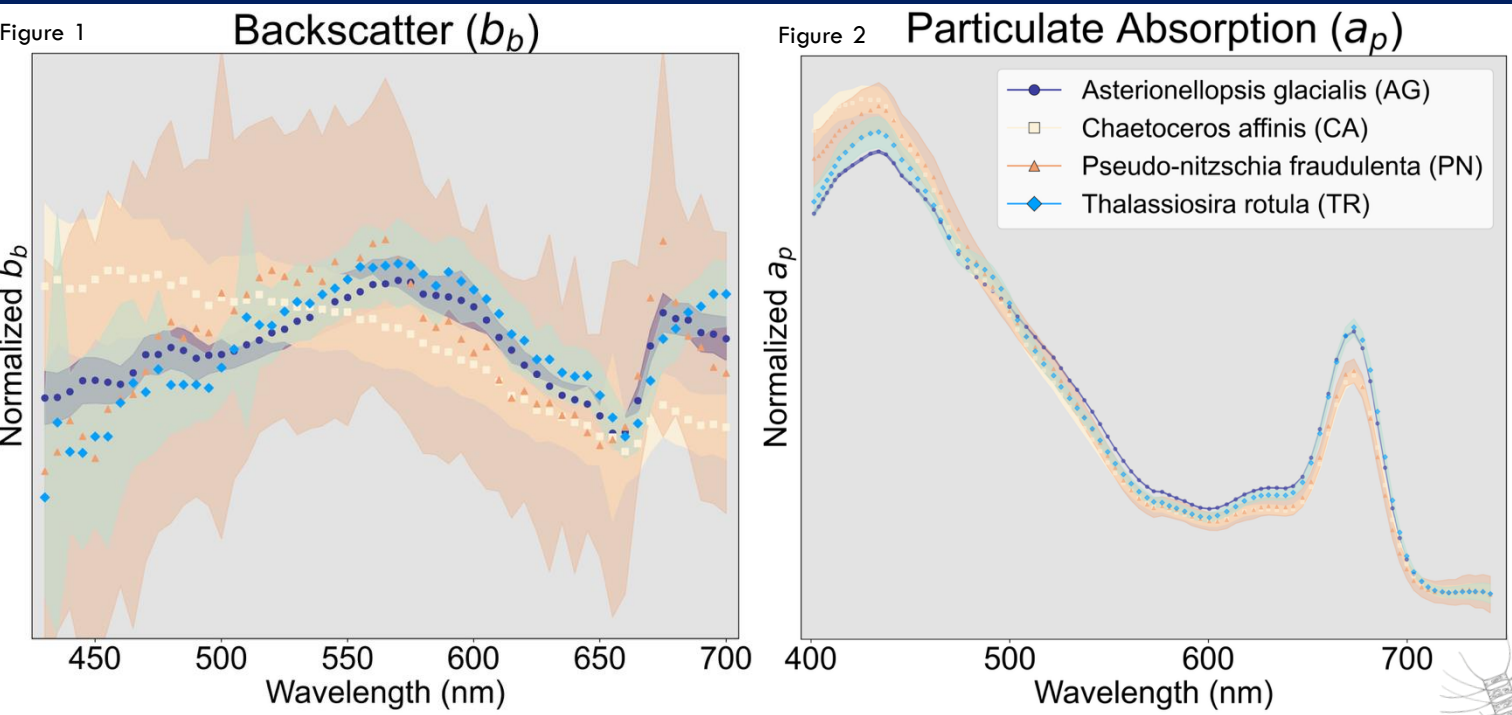 Figure 1
Backscatter (b_b)
Normalized b_b
450 500 550 600 650 700
Wavelength (nm)
Figure 2
Particulate Absorption (a_p)
Normalized a_p
Asterionellopsis glacialis (AG)
Chaetoceros affinis (CA)
Pseudo-nitzschia fraudulenta (PN)
Thalassiosira rotula (TR)
400 500 600 700
Wavelength (nm)